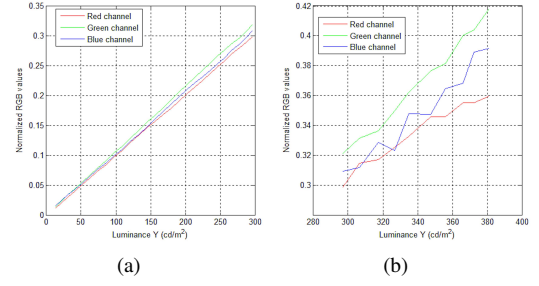 0.35
0.3
0.25
0.2
0.15
0.1
0.05
0
Normalized RGB values
Red channel
Green channel
Blue channel
0 50 100 150 200 250 300
Luminance Y (cd/m²)
(a)
0.42
0.4
0.38
0.36
0.34
0.32
0.3
Normalized RGB values
Red channel
Green channel
Blue channel
280 300 320 340 360 380 400
Luminance Y (cd/m²)
(b)